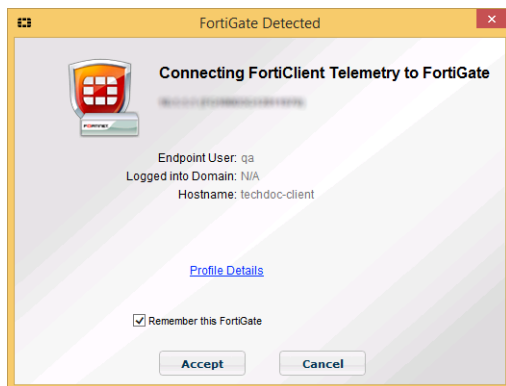 FortiGate Detected
Connecting FortiClient Telemetry to FortiGate
Endpoint User: qa
Logged into Domain: N/A
Hostname: techdoc-client
Profile Details
Remember this FortiGate
Accept Cancel